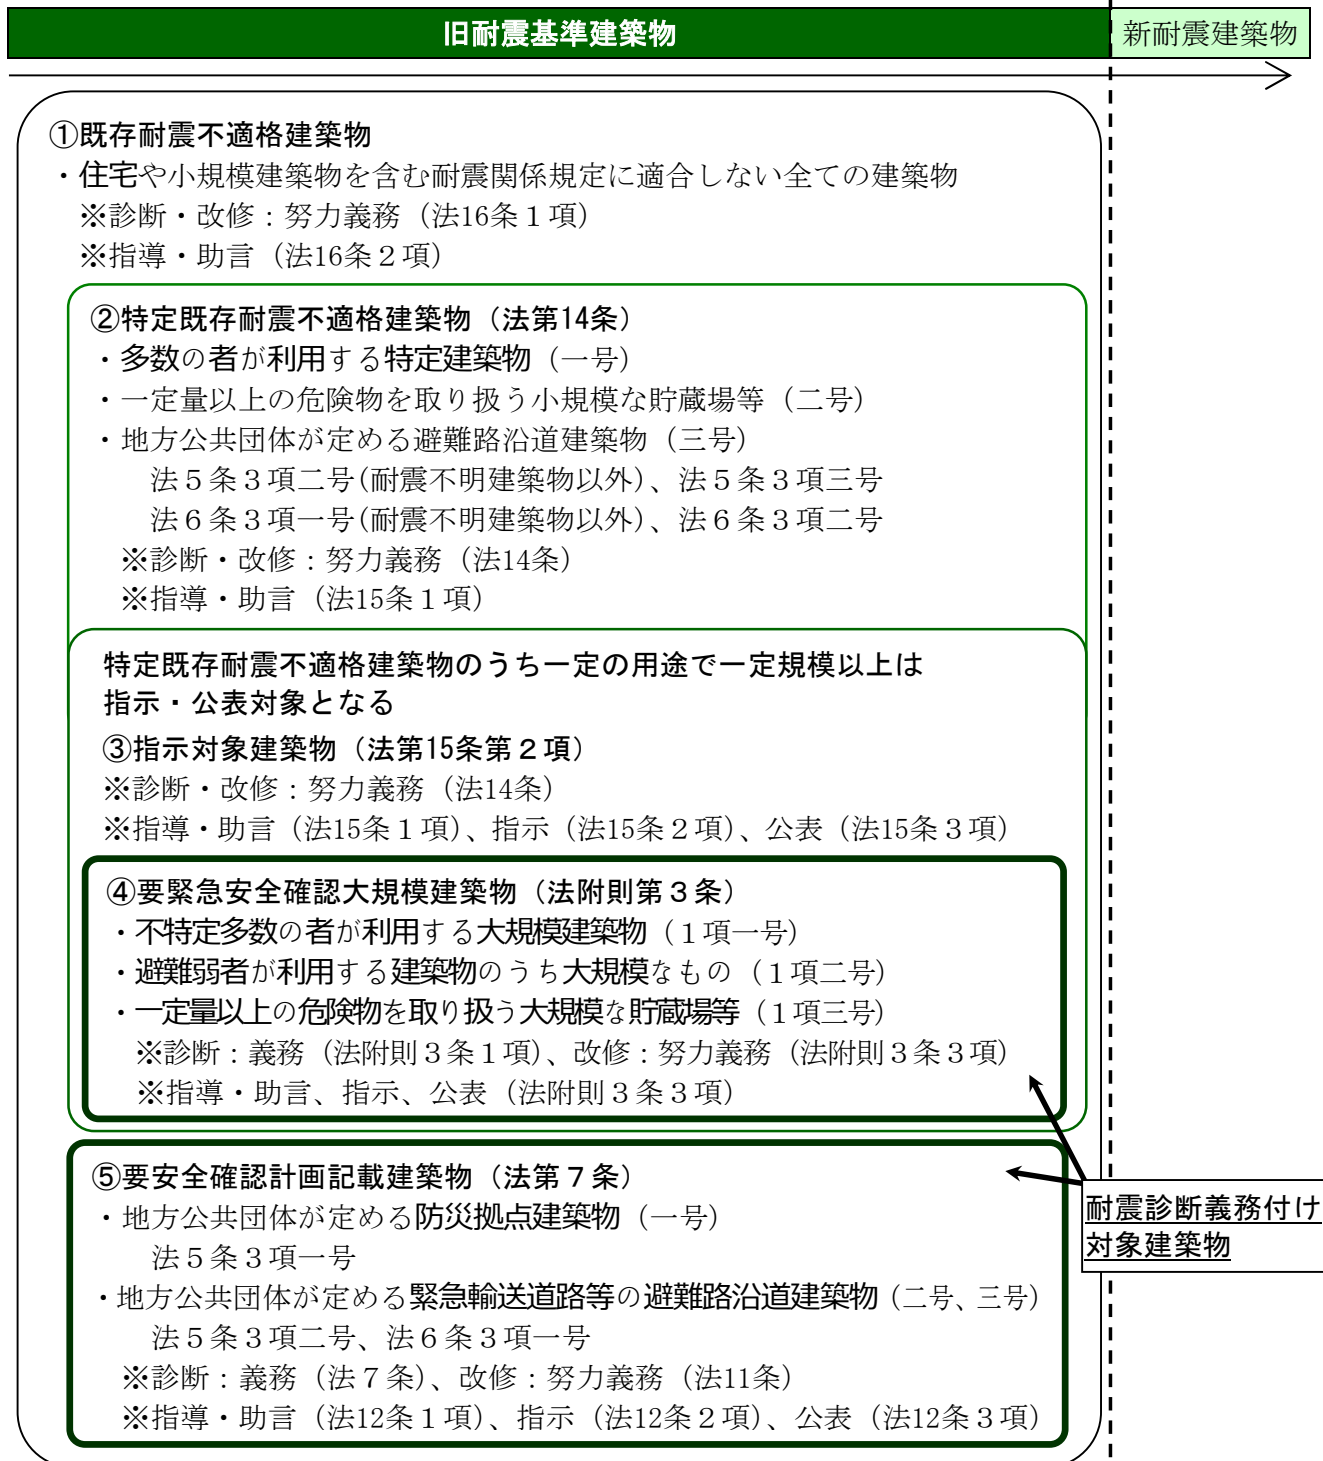 旧耐震基準建築物
新耐震建築物
①既存耐震不適格建築物
・住宅や小規模建築物を含む耐震関係規定に適合しない全ての建築物
※診断・改修：努力義務（法16条１項）
※指導・助言（法16条２項）
②特定既存耐震不適格建築物（法第14条）
・多数の者が利用する特定建築物（一号）
・一定量以上の危険物を取り扱う小規模な貯蔵場等（二号）
・地方公共団体が定める避難路沿道建築物（三号）
法５条３項二号(耐震不明建築物以外)、法５条３項三号
法６条３項一号(耐震不明建築物以外)、法６条３項二号
※診断・改修：努力義務（法14条）
※指導・助言（法15条１項）
特定既存耐震不適格建築物のうち一定の用途で一定規模以上は
指示・公表対象となる
③指示対象建築物（法第15条第２項）
※診断・改修：努力義務（法14条）
※指導・助言（法15条１項）、指示（法15条２項）、公表（法15条３項）
④要緊急安全確認大規模建築物（法附則第３条）
・不特定多数の者が利用する大規模建築物（１項一号）
・避難弱者が利用する建築物のうち大規模なもの（１項二号）
・一定量以上の危険物を取り扱う大規模な貯蔵場等（１項三号）
※診断：義務（法附則３条１項）、改修：努力義務（法附則３条３項）
※指導・助言、指示、公表（法附則３条３項）
⑤要安全確認計画記載建築物（法第７条）
・地方公共団体が定める防災拠点建築物（一号）
法５条３項一号
・地方公共団体が定める緊急輸送道路等の避難路沿道建築物（二号、三号）
法５条３項二号、法６条３項一号
※診断：義務（法７条）、改修：努力義務（法11条）
※指導・助言（法12条１項）、指示（法12条２項）、公表（法12条３項）
耐震診断義務付け
対象建築物